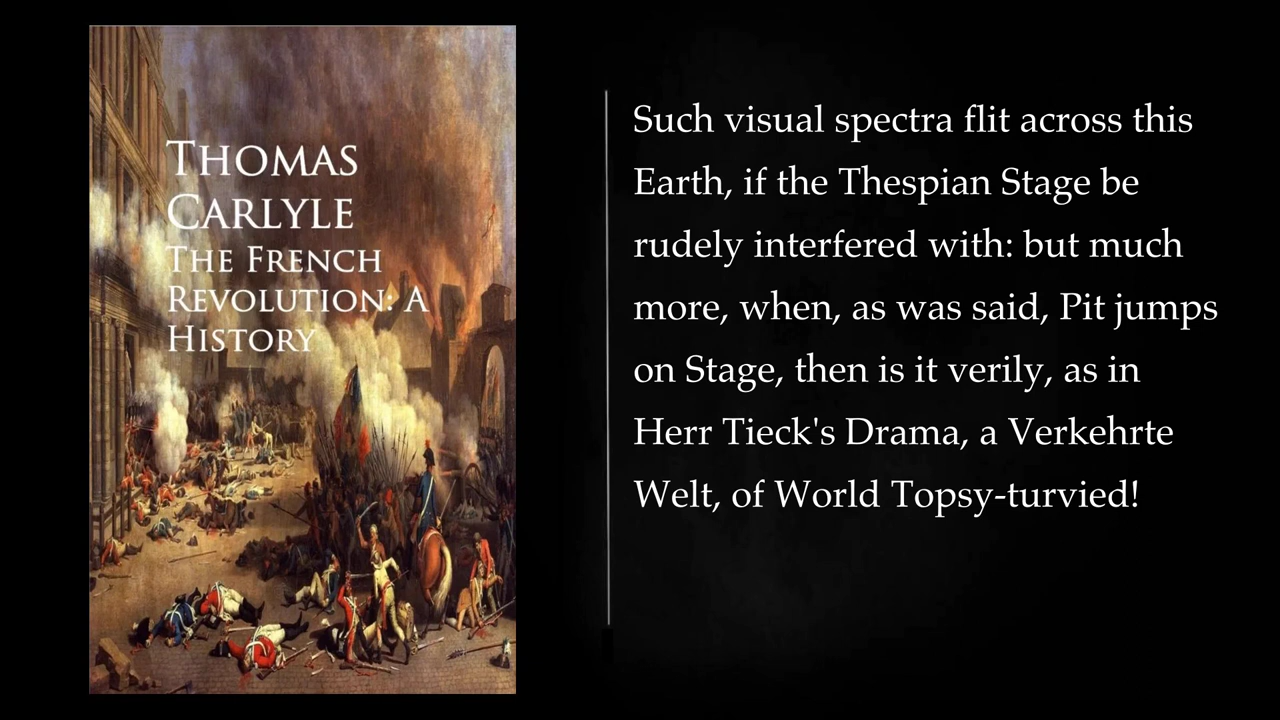 THOMAS
CARLYLE
THE FRENCH
REVOLUTION: A
HISTORY
Such visual spectra flit across this
Earth, if the Thespian Stage be
rudely interfered with: but much
more, when, as was said, Pit jumps
on Stage, then is it verily, as in
Herr Tieck's Drama, a Verkehrte
Welt, of World Topsy-turvied!